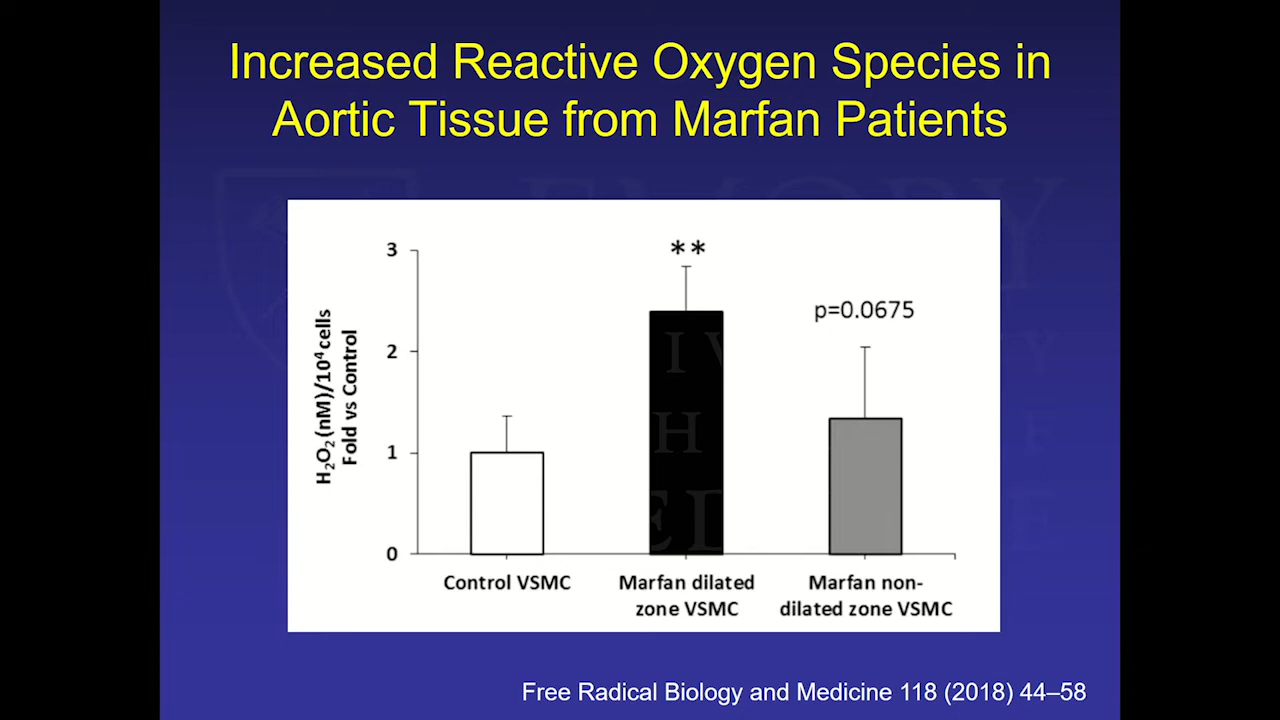 Increased Reactive Oxygen Species in
Aortic Tissue from Marfan Patients
H₂O₂ (nM)/10⁴ cells
Fold vs Control
3
2
1
0
**
p=0.0675
Control VSMC
Marfan dilated
zone VSMC
Marfan non-
dilated zone VSMC
Free Radical Biology and Medicine 118 (2018) 44–58